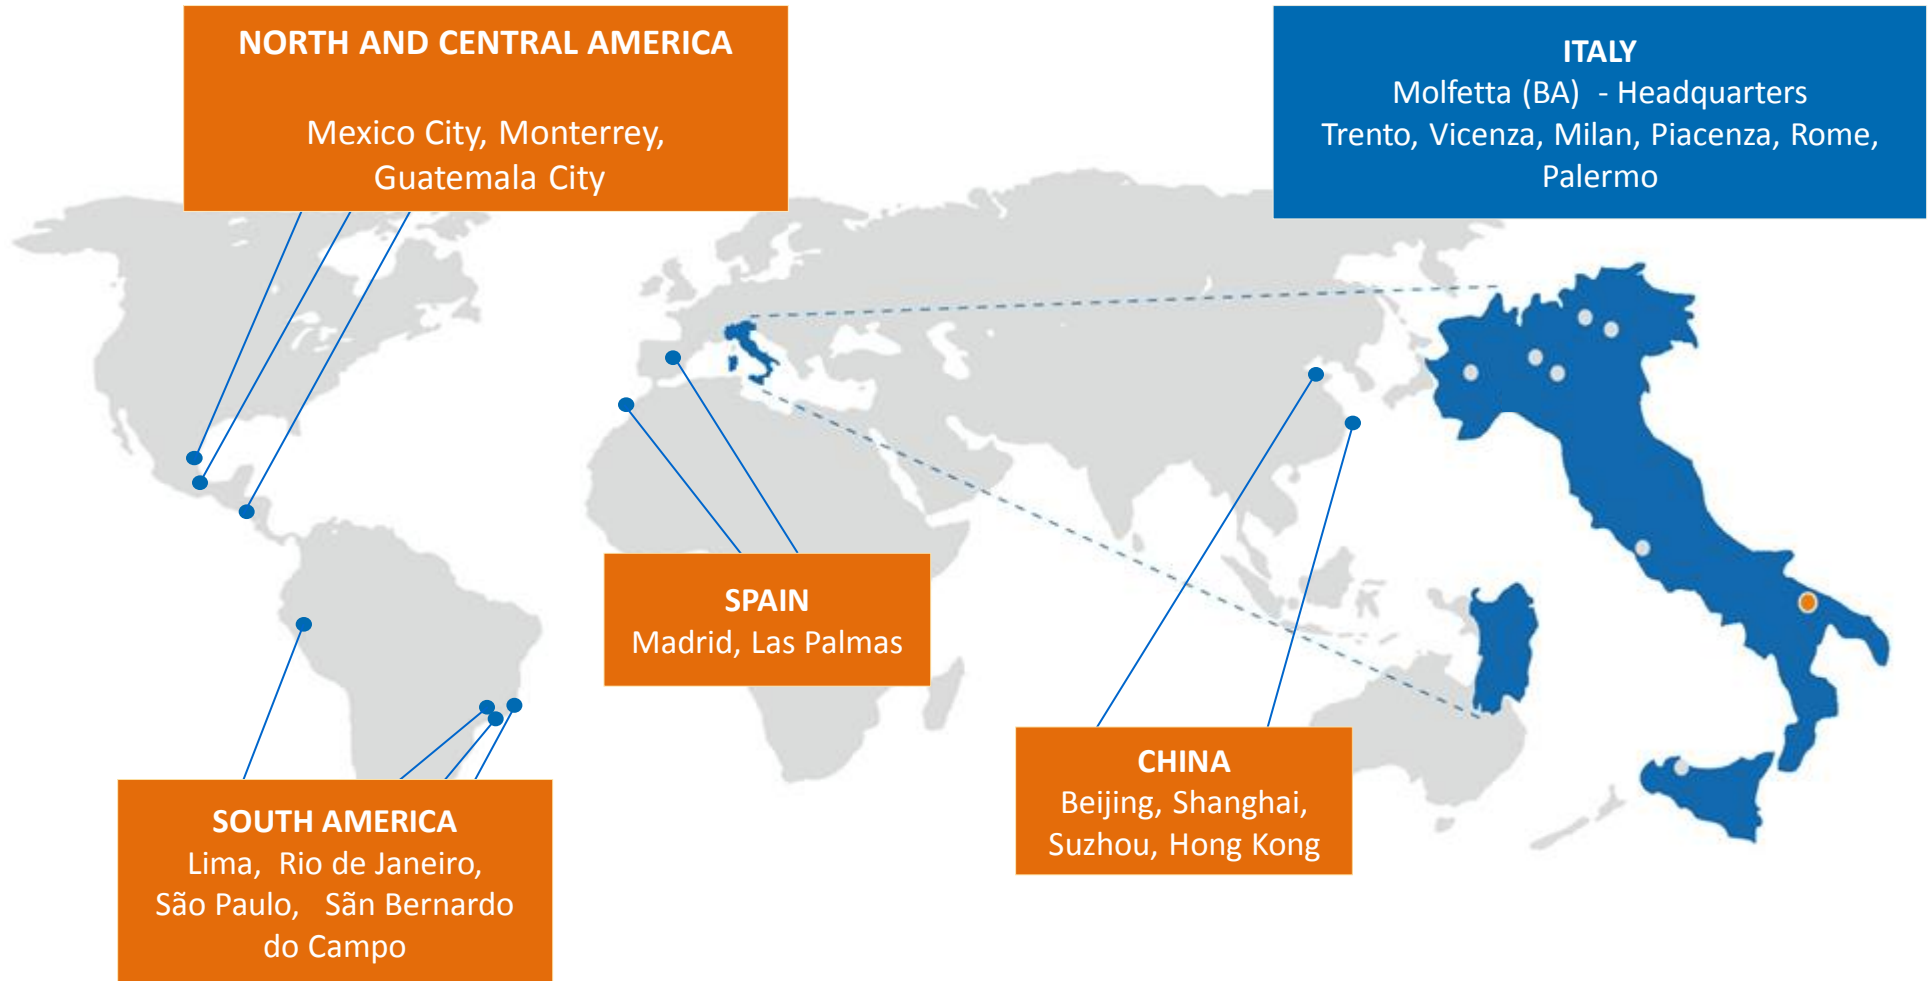 NORTH AND CENTRAL AMERICA
Mexico City, Monterrey,
Guatemala City
ITALY
Molfetta (BA)  - Headquarters
Trento, Vicenza, Milan, Piacenza, Rome,
Palermo
SPAIN
Madrid, Las Palmas
CHINA
Beijing, Shanghai,
Suzhou, Hong Kong
SOUTH AMERICA
Lima,  Rio de Janeiro,
São Paulo,   Sãn Bernardo
do Campo